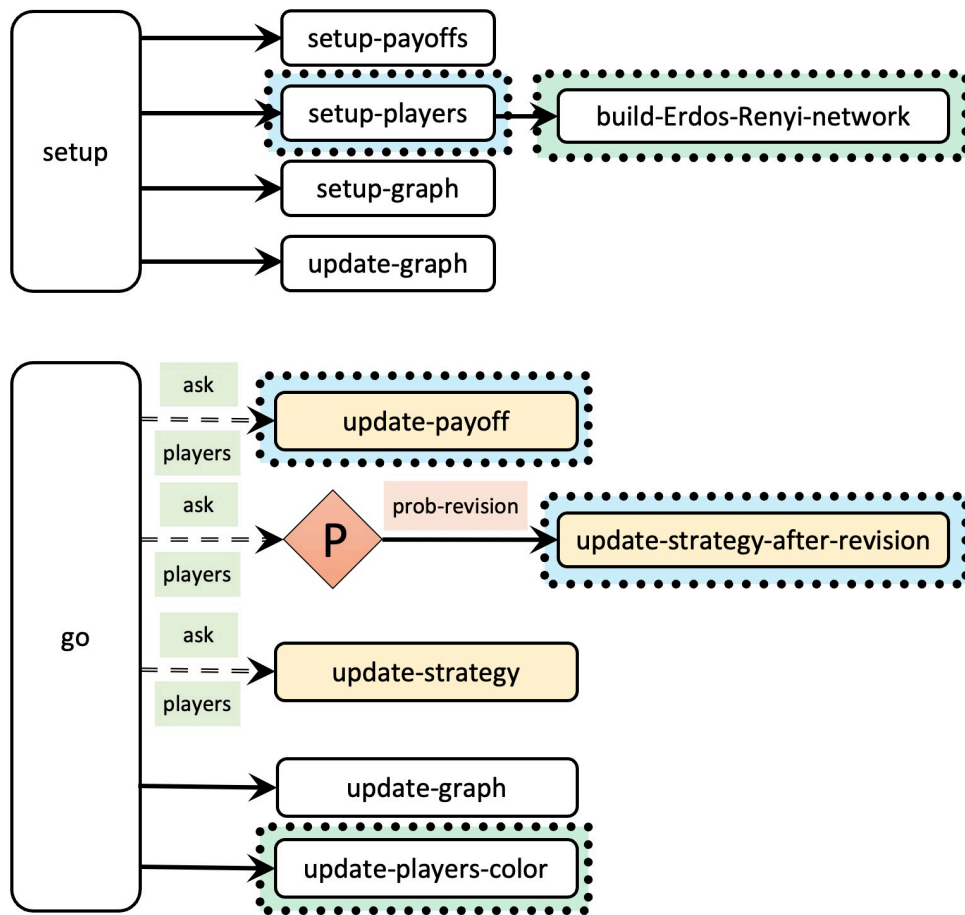 setup
setup-payoffs
setup-players
build-Erdos-Renyi-network
setup-graph
update-graph
go
ask
players
update-payoff
ask
players
P
prob-revision
update-strategy-after-revision
ask
players
update-strategy
update-graph
update-players-color